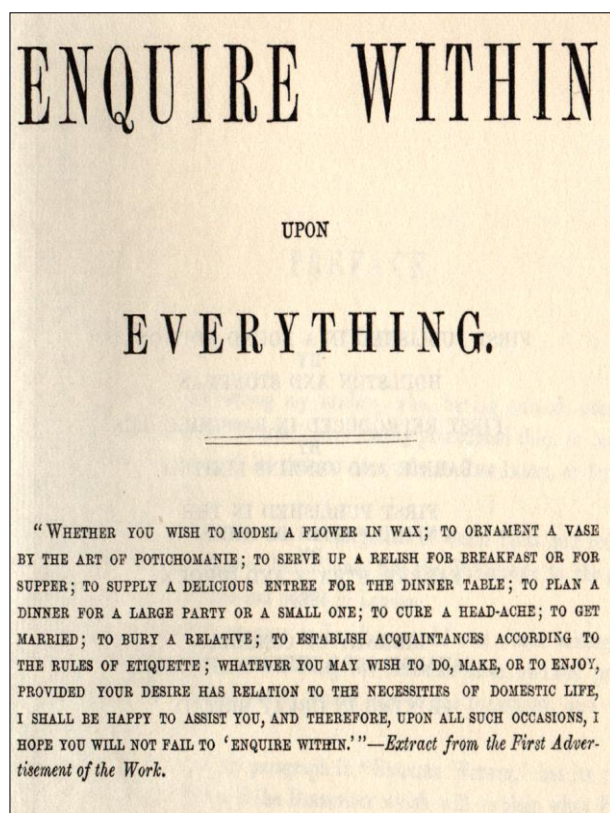 ENQUIRE WITHIN
UPON
EVERYTHING.
"WHETHER YOU WISH TO MODEL A FLOWER IN WAX; TO ORNAMENT A VASE
BY THE ART OF POTICHOMANIE; TO SERVE UP A RELISH FOR BREAKFAST OR FOR
SUPPER; TO SUPPLY A DELICIOUS ENTREE FOR THE DINNER TABLE; TO PLAN A
DINNER FOR A LARGE PARTY OR A SMALL ONE; TO CURE A HEAD-ACHE; TO GET
MARRIED; TO BURY A RELATIVE; TO ESTABLISH ACQUAINTANCES ACCORDING TO
THE RULES OF ETIQUETTE; WHATEVER YOU MAY WISH TO DO, MAKE, OR TO ENJOY,
PROVIDED YOUR DESIRE HAS RELATION TO THE NECESSITIES OF DOMESTIC LIFE,
I SHALL BE HAPPY TO ASSIST YOU, AND THEREFORE, UPON ALL SUCH OCCASIONS, I
HOPE YOU WILL NOT FAIL TO 'ENQUIRE WITHIN.'"—Extract from the First Adver-
tisement of the Work.